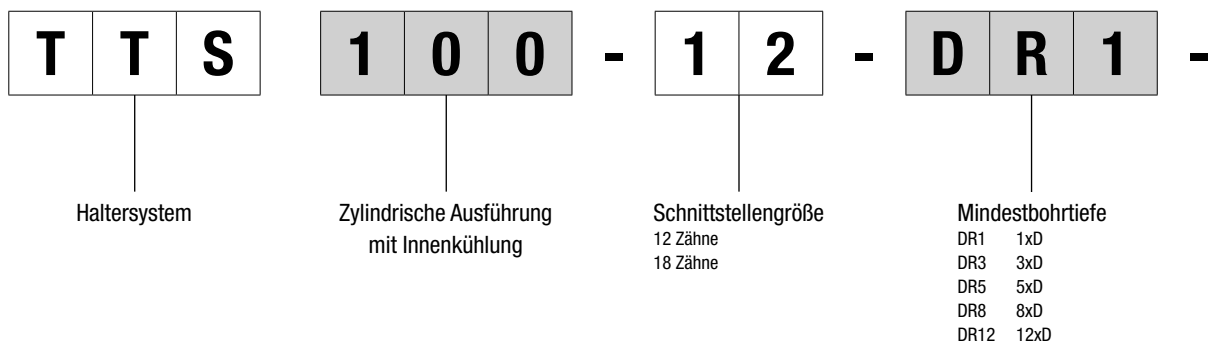 T T S 1 0 0 - 1 2 - D R 1 -
Haltersystem
Zylindrische Ausführung
mit Innenkühlung
Schnittstellengröße
12 Zähne
18 Zähne
Mindestbohrtiefe
DR1 1xD
DR3 3xD
DR5 5xD
DR8 8xD
DR12 12xD